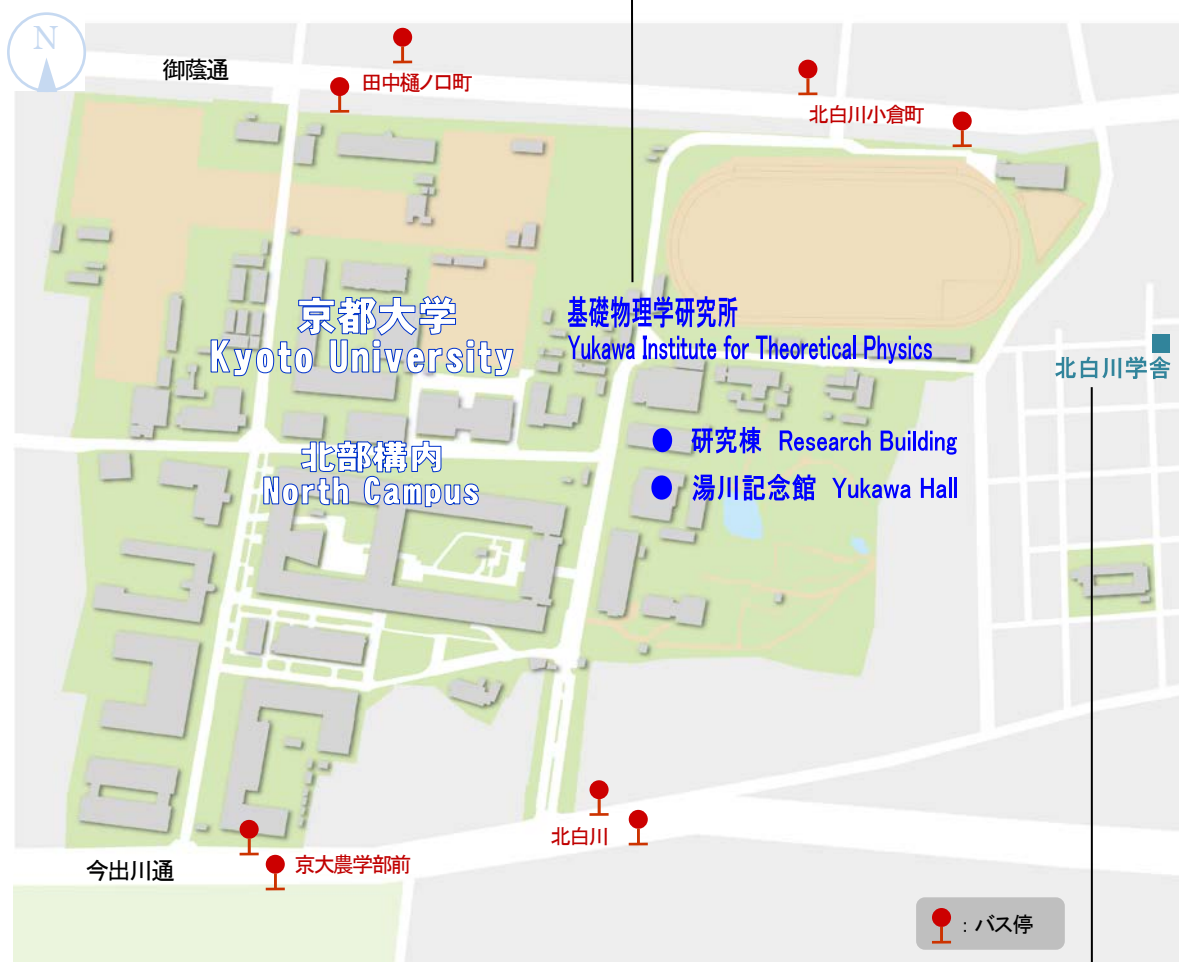 N
御蔭通
田中樋ノ口町
北白川小倉町
京都大学
Kyoto University
基礎物理学研究所
Yukawa Institute for Theoretical Physics
北白川学舎
北部構内
North Campus
研究棟 Research Building
湯川記念館 Yukawa Hall
北白川
今出川通
京大農学部前
: バス停